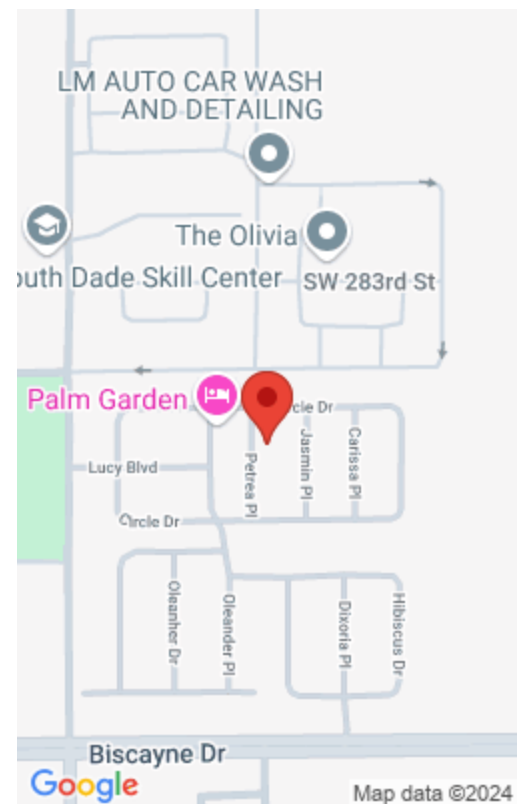 LM AUTO CAR WASH
AND DETAILING
The Olivia
outh Dade Skill Center
SW 283rd St
Palm Garden
cle Dr
Lucy Blvd
Petrea Pl
Jasmin Pl
Carissa Pl
Circle Dr
Oleanher Dr
Oleander Pl
Dixoria Pl
Hibiscus Dr
Biscayne Dr
Google
Map data ©2024